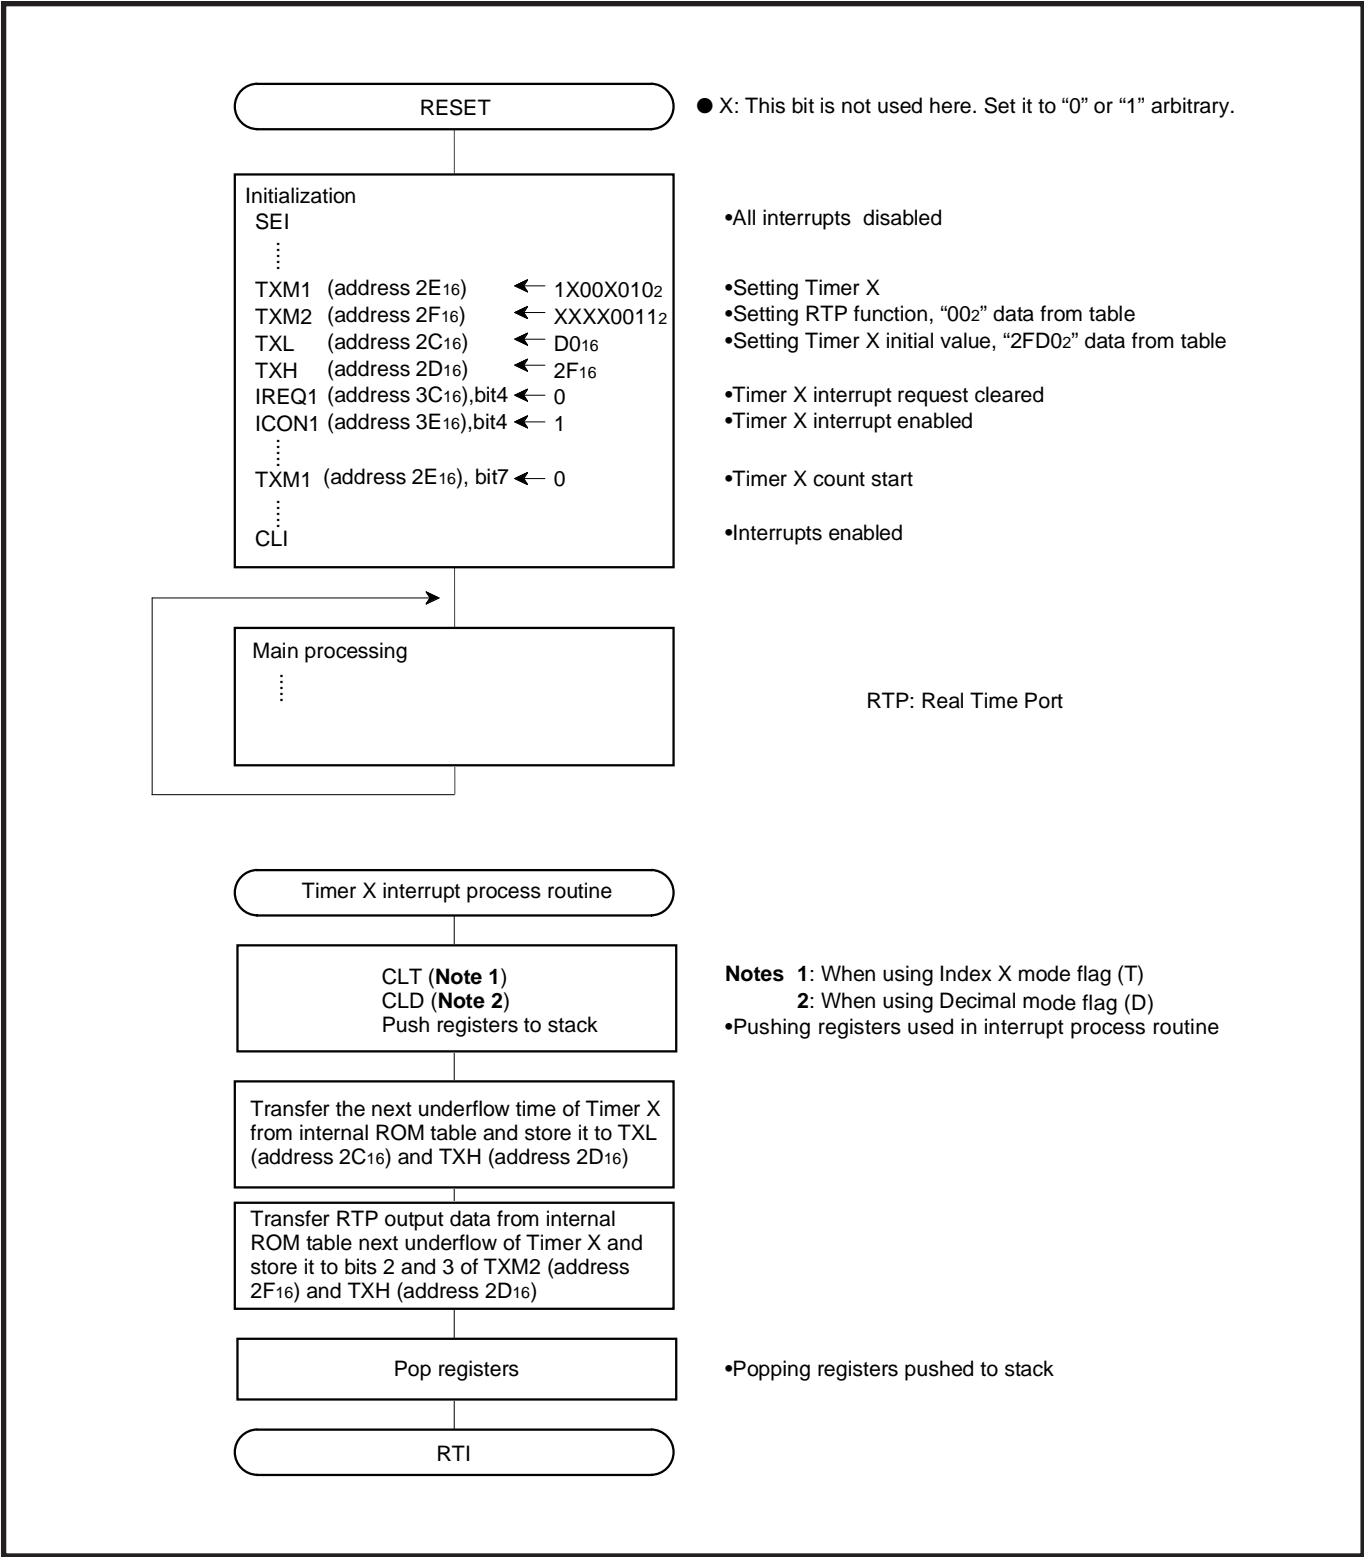 RESET
● X: This bit is not used here. Set it to “0” or “1” arbitrary.
Initialization
SEI
•All interrupts disabled
TXM1 (address 2E16) ← 1X00X0102
•Setting Timer X
TXM2 (address 2F16) ← XXXX00112
•Setting RTP function, “002” data from table
TXL (address 2C16) ← D016
•Setting Timer X initial value, “2FD02” data from table
TXH (address 2D16) ← 2F16
IREQ1 (address 3C16),bit4 ← 0
•Timer X interrupt request cleared
ICON1 (address 3E16),bit4 ← 1
•Timer X interrupt enabled
TXM1 (address 2E16), bit7 ← 0
•Timer X count start
CLI
•Interrupts enabled
Main processing
RTP: Real Time Port
Timer X interrupt process routine
CLT (Note 1)
CLD (Note 2)
Push registers to stack
Notes 1: When using Index X mode flag (T)
2: When using Decimal mode flag (D)
•Pushing registers used in interrupt process routine
Transfer the next underflow time of Timer X
from internal ROM table and store it to TXL
(address 2C16) and TXH (address 2D16)
Transfer RTP output data from internal
ROM table next underflow of Timer X and
store it to bits 2 and 3 of TXM2 (address
2F16) and TXH (address 2D16)
Pop registers
•Popping registers pushed to stack
RTI